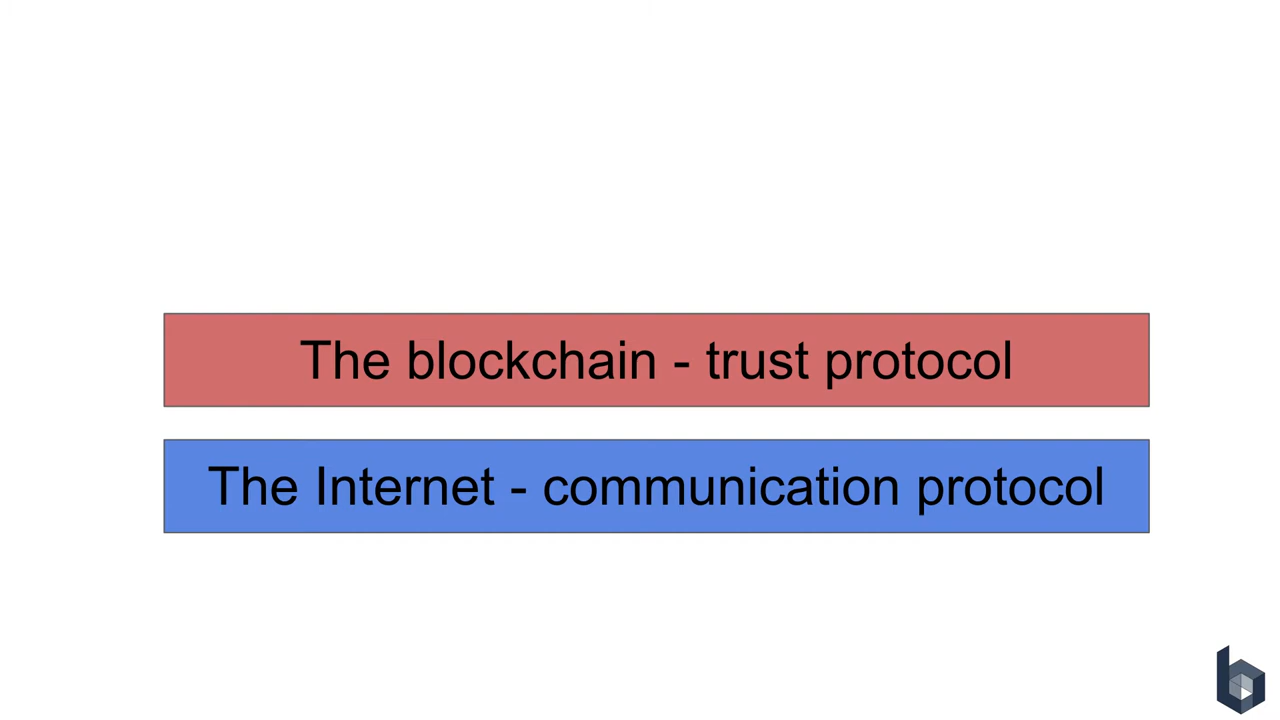 The blockchain - trust protocol
The Internet - communication protocol